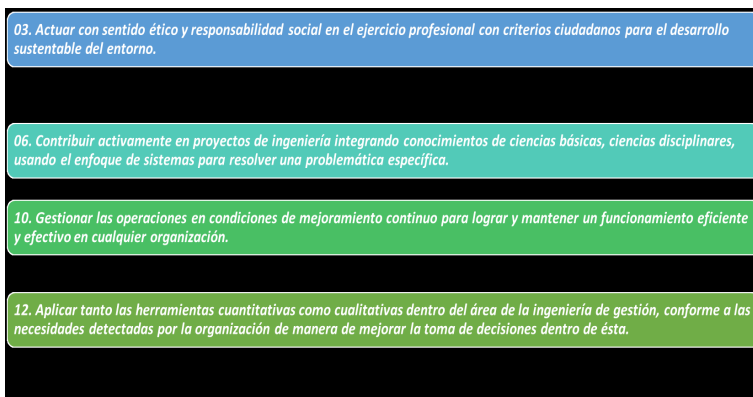 03. Actuar con sentido ético y responsabilidad social en el ejercicio profesional con criterios ciudadanos para el desarrollo
sustentable del entorno.
06. Contribuir activamente en proyectos de ingeniería integrando conocimientos de ciencias básicas, ciencias disciplinares,
usando el enfoque de sistemas para resolver una problemática específica.
10. Gestionar las operaciones en condiciones de mejoramiento continuo para lograr y mantener un funcionamiento eficiente
y efectivo en cualquier organización.
12. Aplicar tanto las herramientas cuantitativas como cualitativas dentro del área de la ingeniería de gestión, conforme a las
necesidades detectadas por la organización de manera de mejorar la toma de decisiones dentro de ésta.